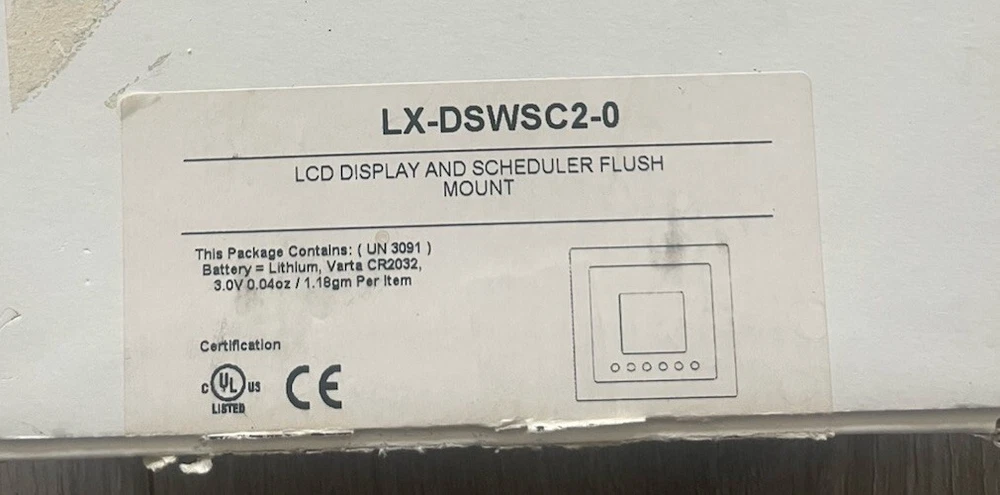 LX-DSWSC2-0
LCD DISPLAY AND SCHEDULER FLUSH
MOUNT
This Package Contains: ( UN 3091 )
Battery = Lithium, Varta CR2032,
3.0V 0.04oz / 1.18gm Per Item
Certification
C UL US
LISTED
CE